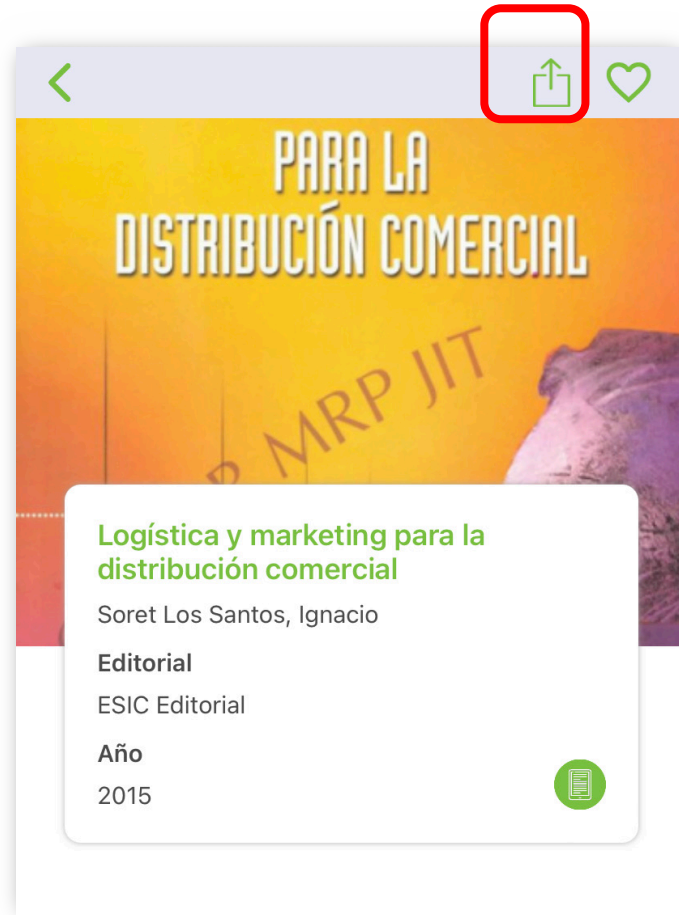 PARA LA
DISTRIBUCIÓN COMERCIAL
MRP JIT
Logística y marketing para la
distribución comercial
Soret Los Santos, Ignacio
Editorial
ESIC Editorial
Año
2015